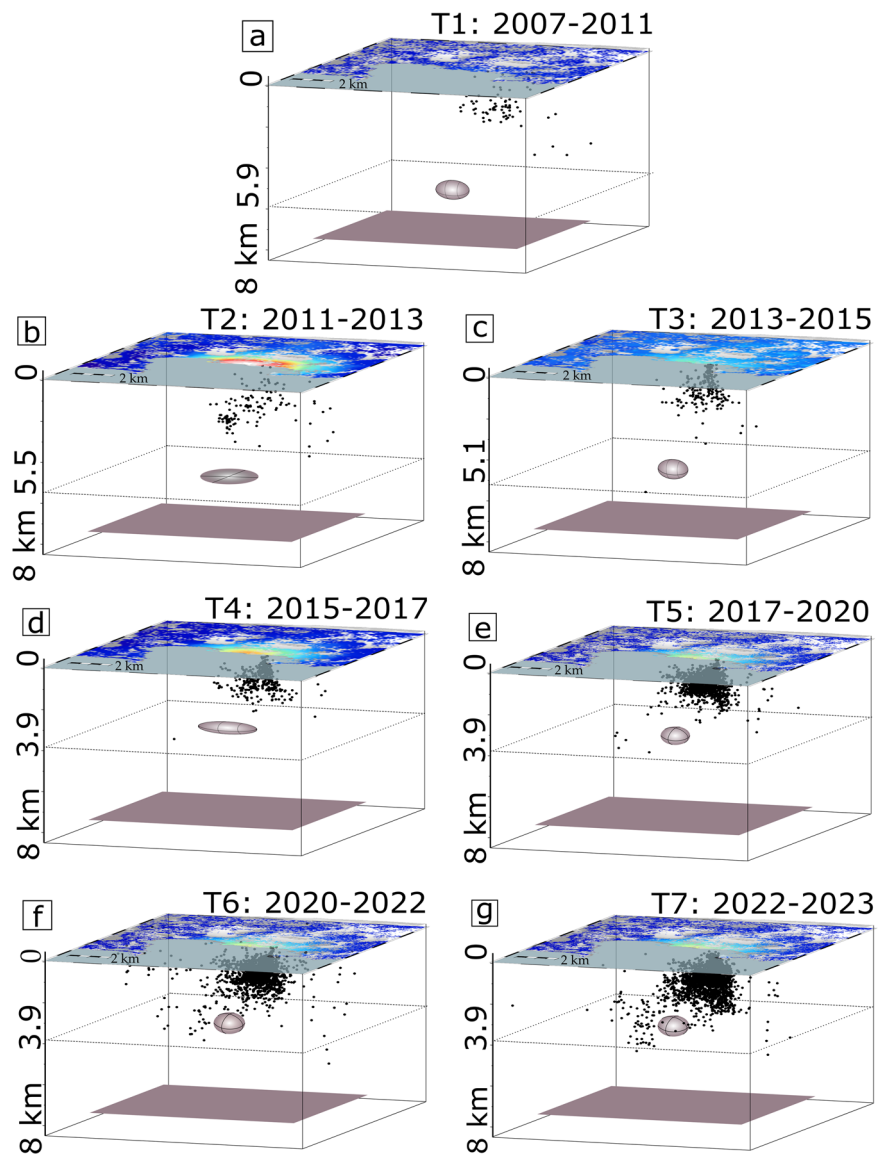 a
T1: 2007-2011
0
2 km
5.9
8 km
b
T2: 2011-2013
0
2 km
5.5
8 km
c
T3: 2013-2015
0
2 km
5.1
8 km
d
T4: 2015-2017
0
2 km
3.9
8 km
e
T5: 2017-2020
0
2 km
3.9
8 km
f
T6: 2020-2022
0
2 km
3.9
8 km
g
T7: 2022-2023
0
2 km
3.9
8 km